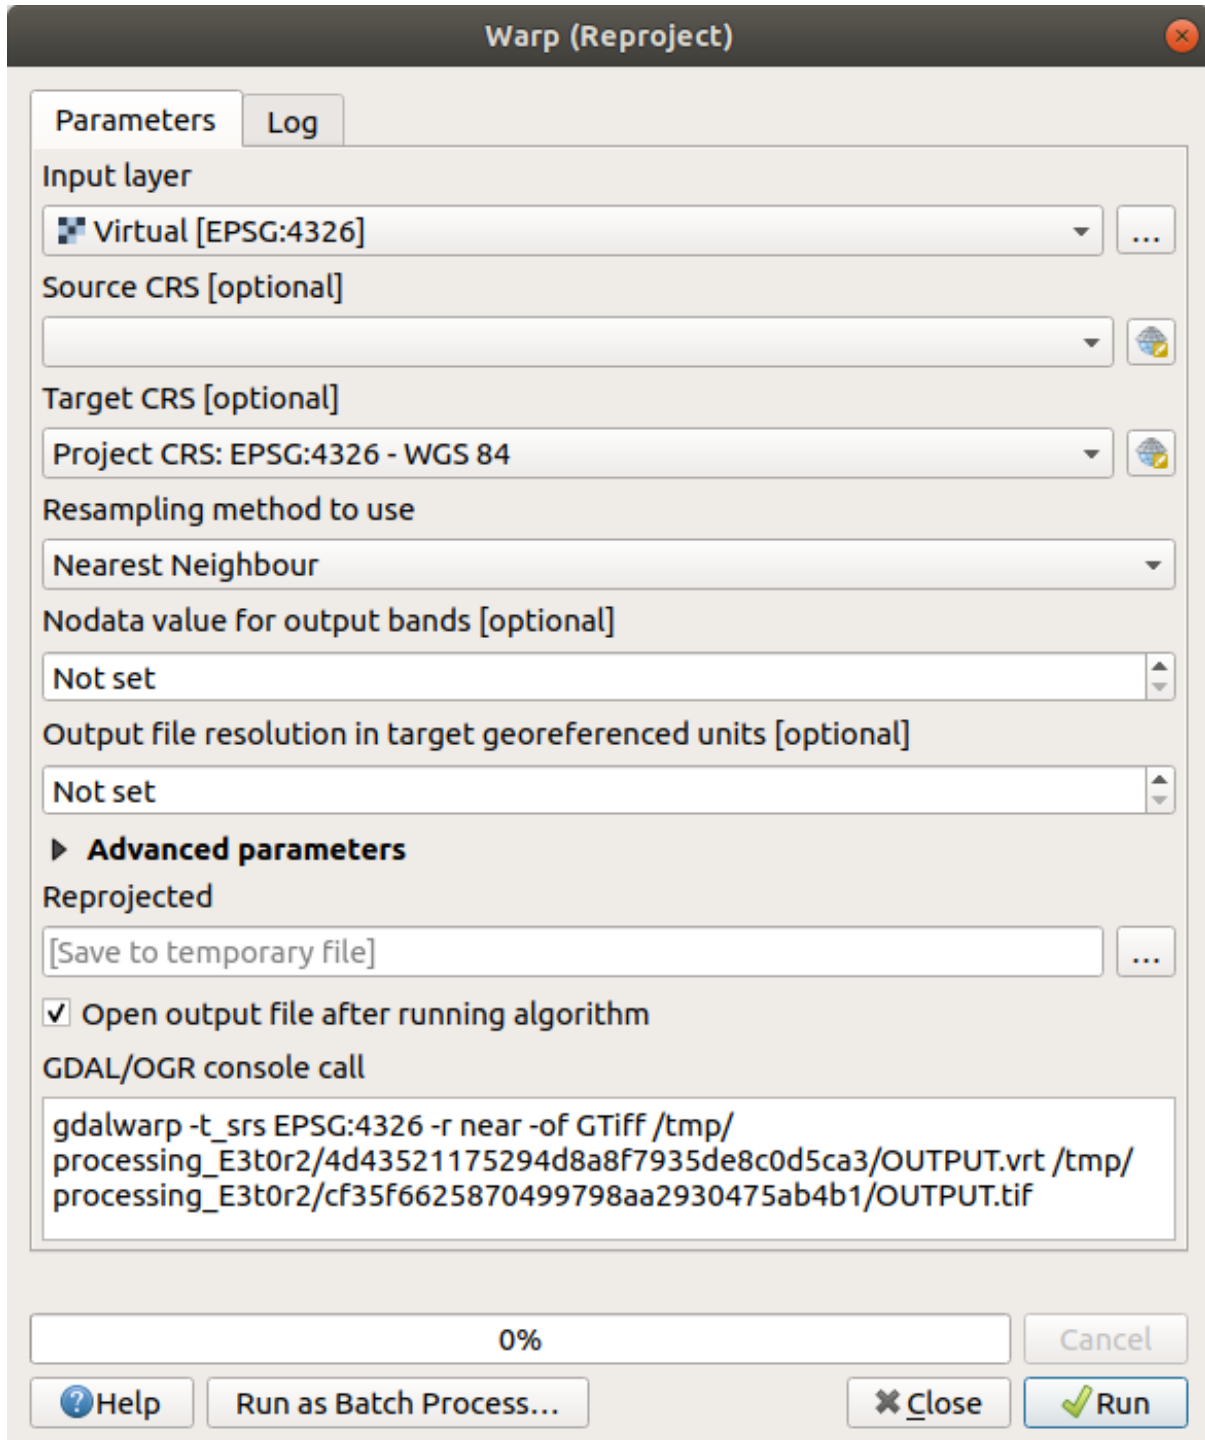 Warp (Reproject)
Parameters
Log
Input layer
Virtual [EPSG:4326]
...
Source CRS [optional]
Target CRS [optional]
Project CRS: EPSG:4326 - WGS 84
Resampling method to use
Nearest Neighbour
Nodata value for output bands [optional]
Not set
Output file resolution in target georeferenced units [optional]
Not set
Advanced parameters
Reprojected
[Save to temporary file]
...
Open output file after running algorithm
GDAL/OGR console call
gdalwarp -t_srs EPSG:4326 -r near -of GTiff /tmp/
processing_E3t0r2/4d43521175294d8a8f7935de8c0d5ca3/OUTPUT.vrt /tmp/
processing_E3t0r2/cf35f6625870499798aa2930475ab4b1/OUTPUT.tif
0%
Cancel
Help
Run as Batch Process...
Close
Run